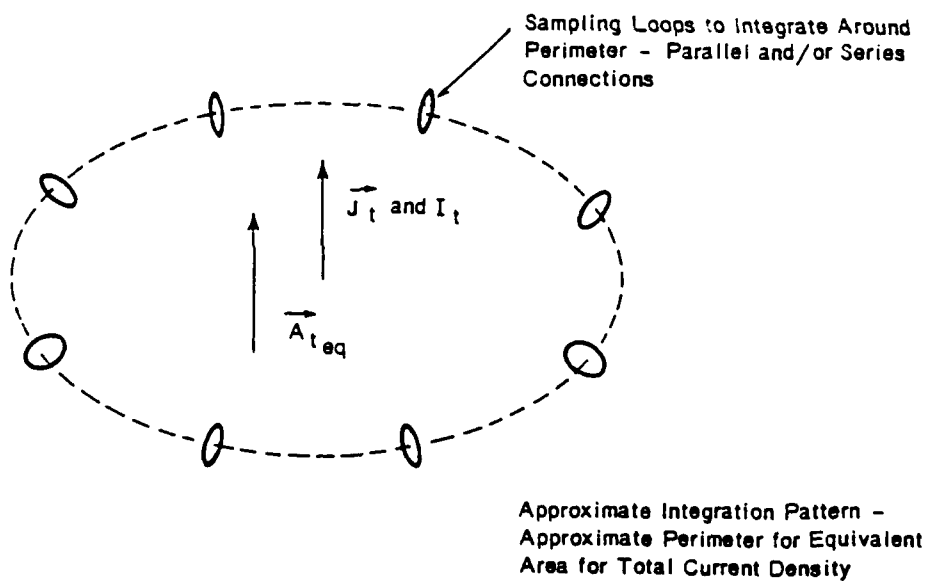 Sampling Loops to Integrate Around
Perimeter - Parallel and/or Series
Connections
J t and I t
A t eq
Approximate Integration Pattern -
Approximate Perimeter for Equivalent
Area for Total Current Density